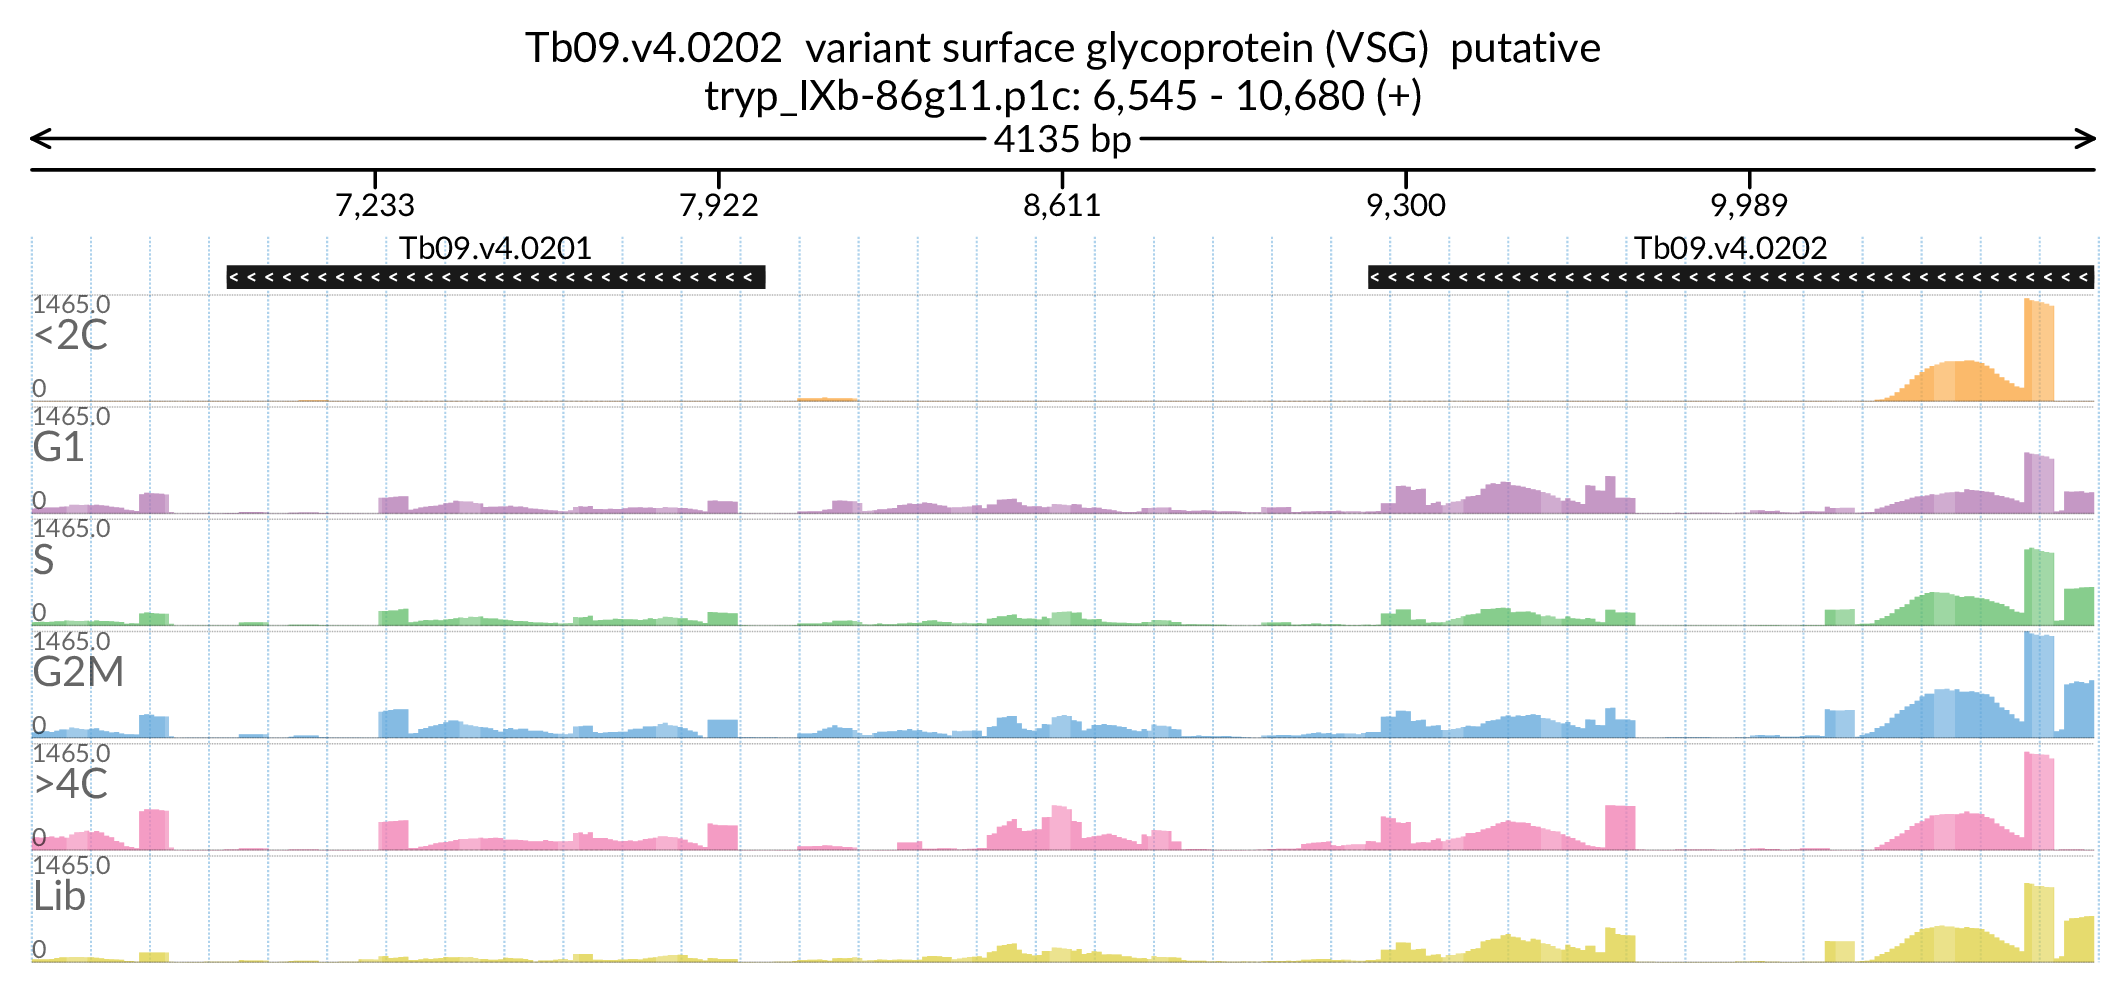 Tb09.v4.0202  variant surface glycoprotein (VSG)  putative
tryp_IXb-86g11.p1c: 6,545 - 10,680 (+)
4135 bp
7,233 7,922 8,611 9,300 9,989
Tb09.v4.0201 Tb09.v4.0202
1465.0
<2C
0
1465.0
G1
0
1465.0
S
0
1465.0
G2M
0
1465.0
>4C
0
1465.0
Lib
0